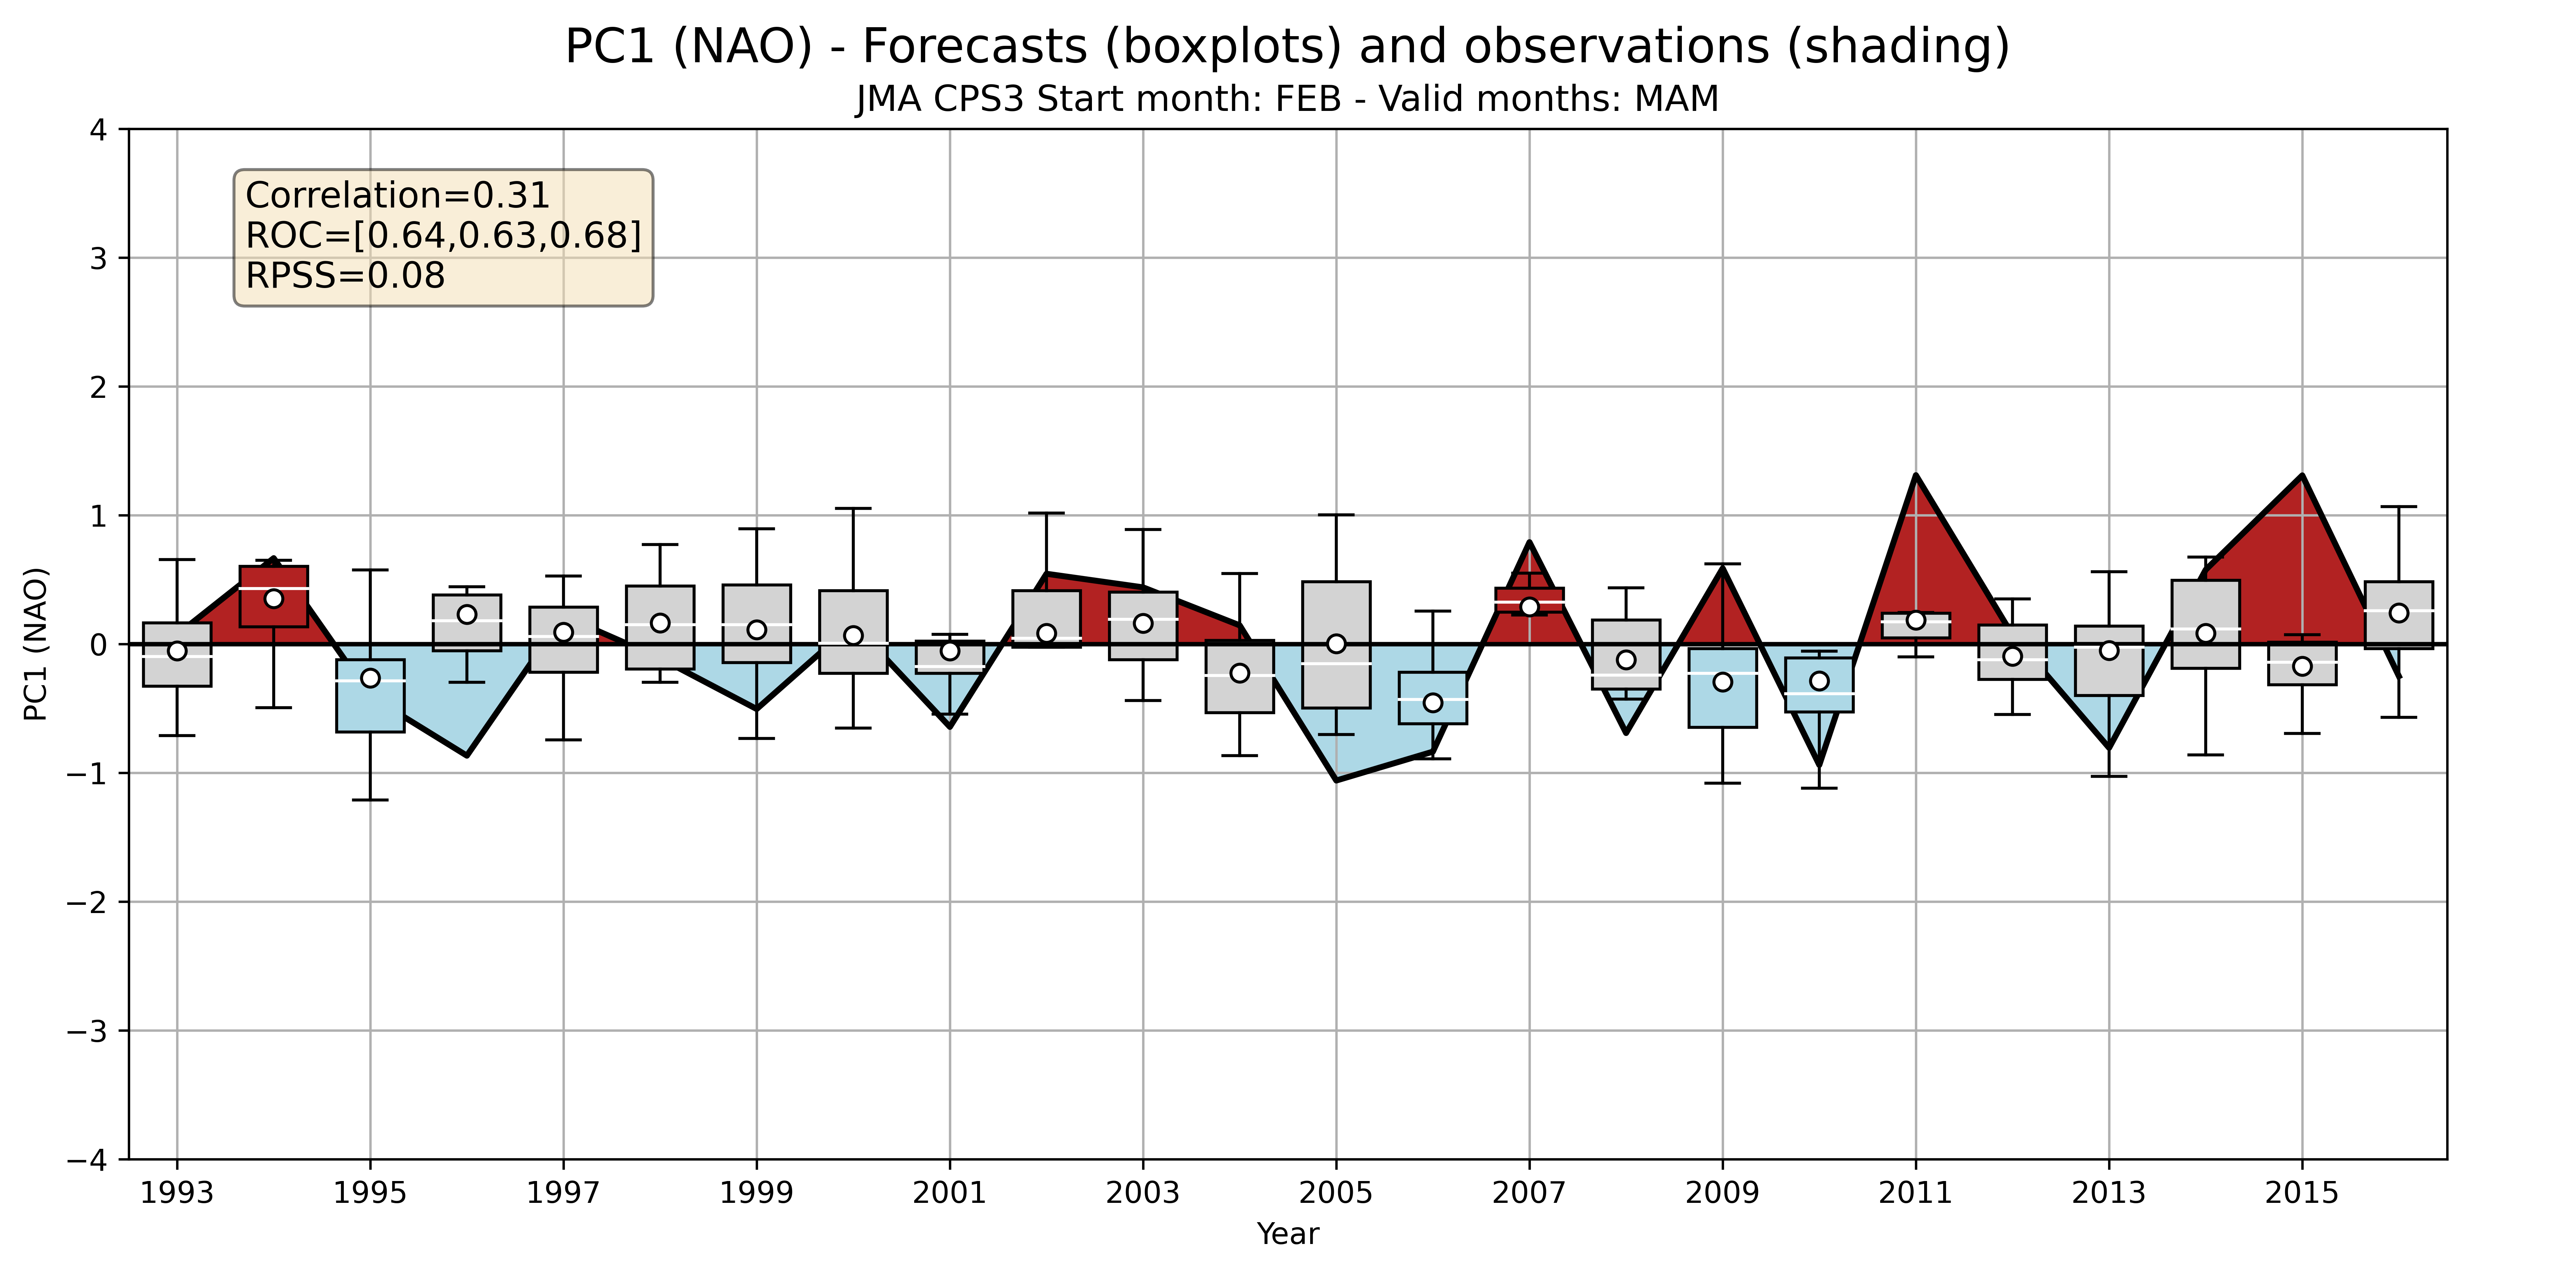 PC1 (NAO) - Forecasts (boxplots) and observations (shading)
JMA CPS3 Start month: FEB - Valid months: MAM
Correlation=0.31
ROC=[0.64,0.63,0.68]
RPSS=0.08
PC1 (NAO)
4
3
2
1
0
−1
−2
−3
−4
1993 1995 1997 1999 2001 2003 2005 2007 2009 2011 2013 2015
Year